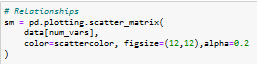 # Relationships
sm = pd.plotting.scatter_matrix(
    data[num_vars],
    color=scattercolor, figsize=(12,12),alpha=0.2
)